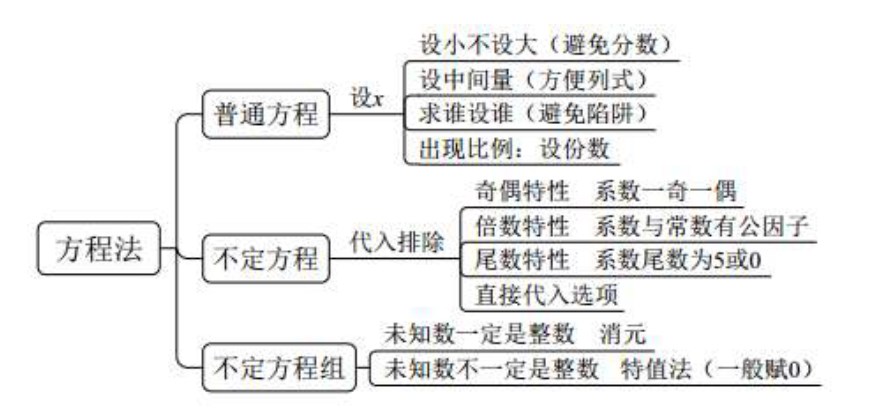 方程法
普通方程
设x
设小不设大（避免分数）
设中间量（方便列式）
求谁设谁（避免陷阱）
出现比例：设份数
不定方程
代入排除
奇偶特性 系数一奇一偶
倍数特性 系数与常数有公因子
尾数特性 系数尾数为5或0
直接代入选项
不定方程组
未知数一定是整数 消元
未知数不一定是整数 特值法（一般赋0）